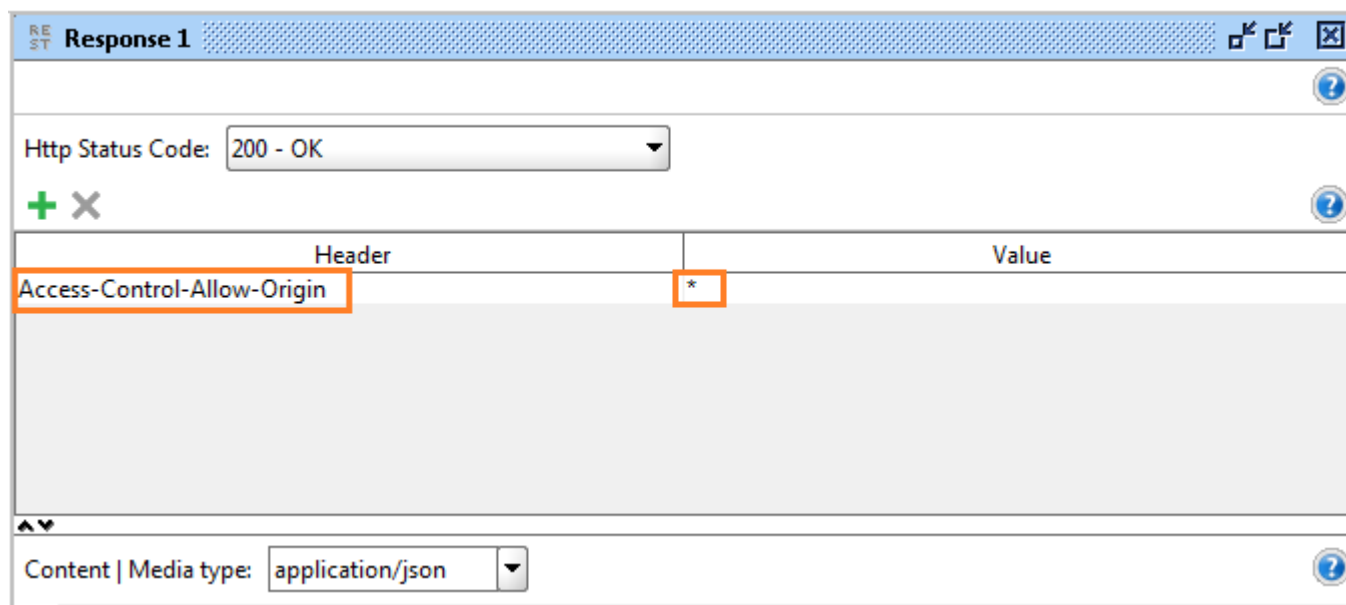 RE
ST Response 1
Http Status Code: 200 - OK
Header Value
Access-Control-Allow-Origin *
Content | Media type: application/json